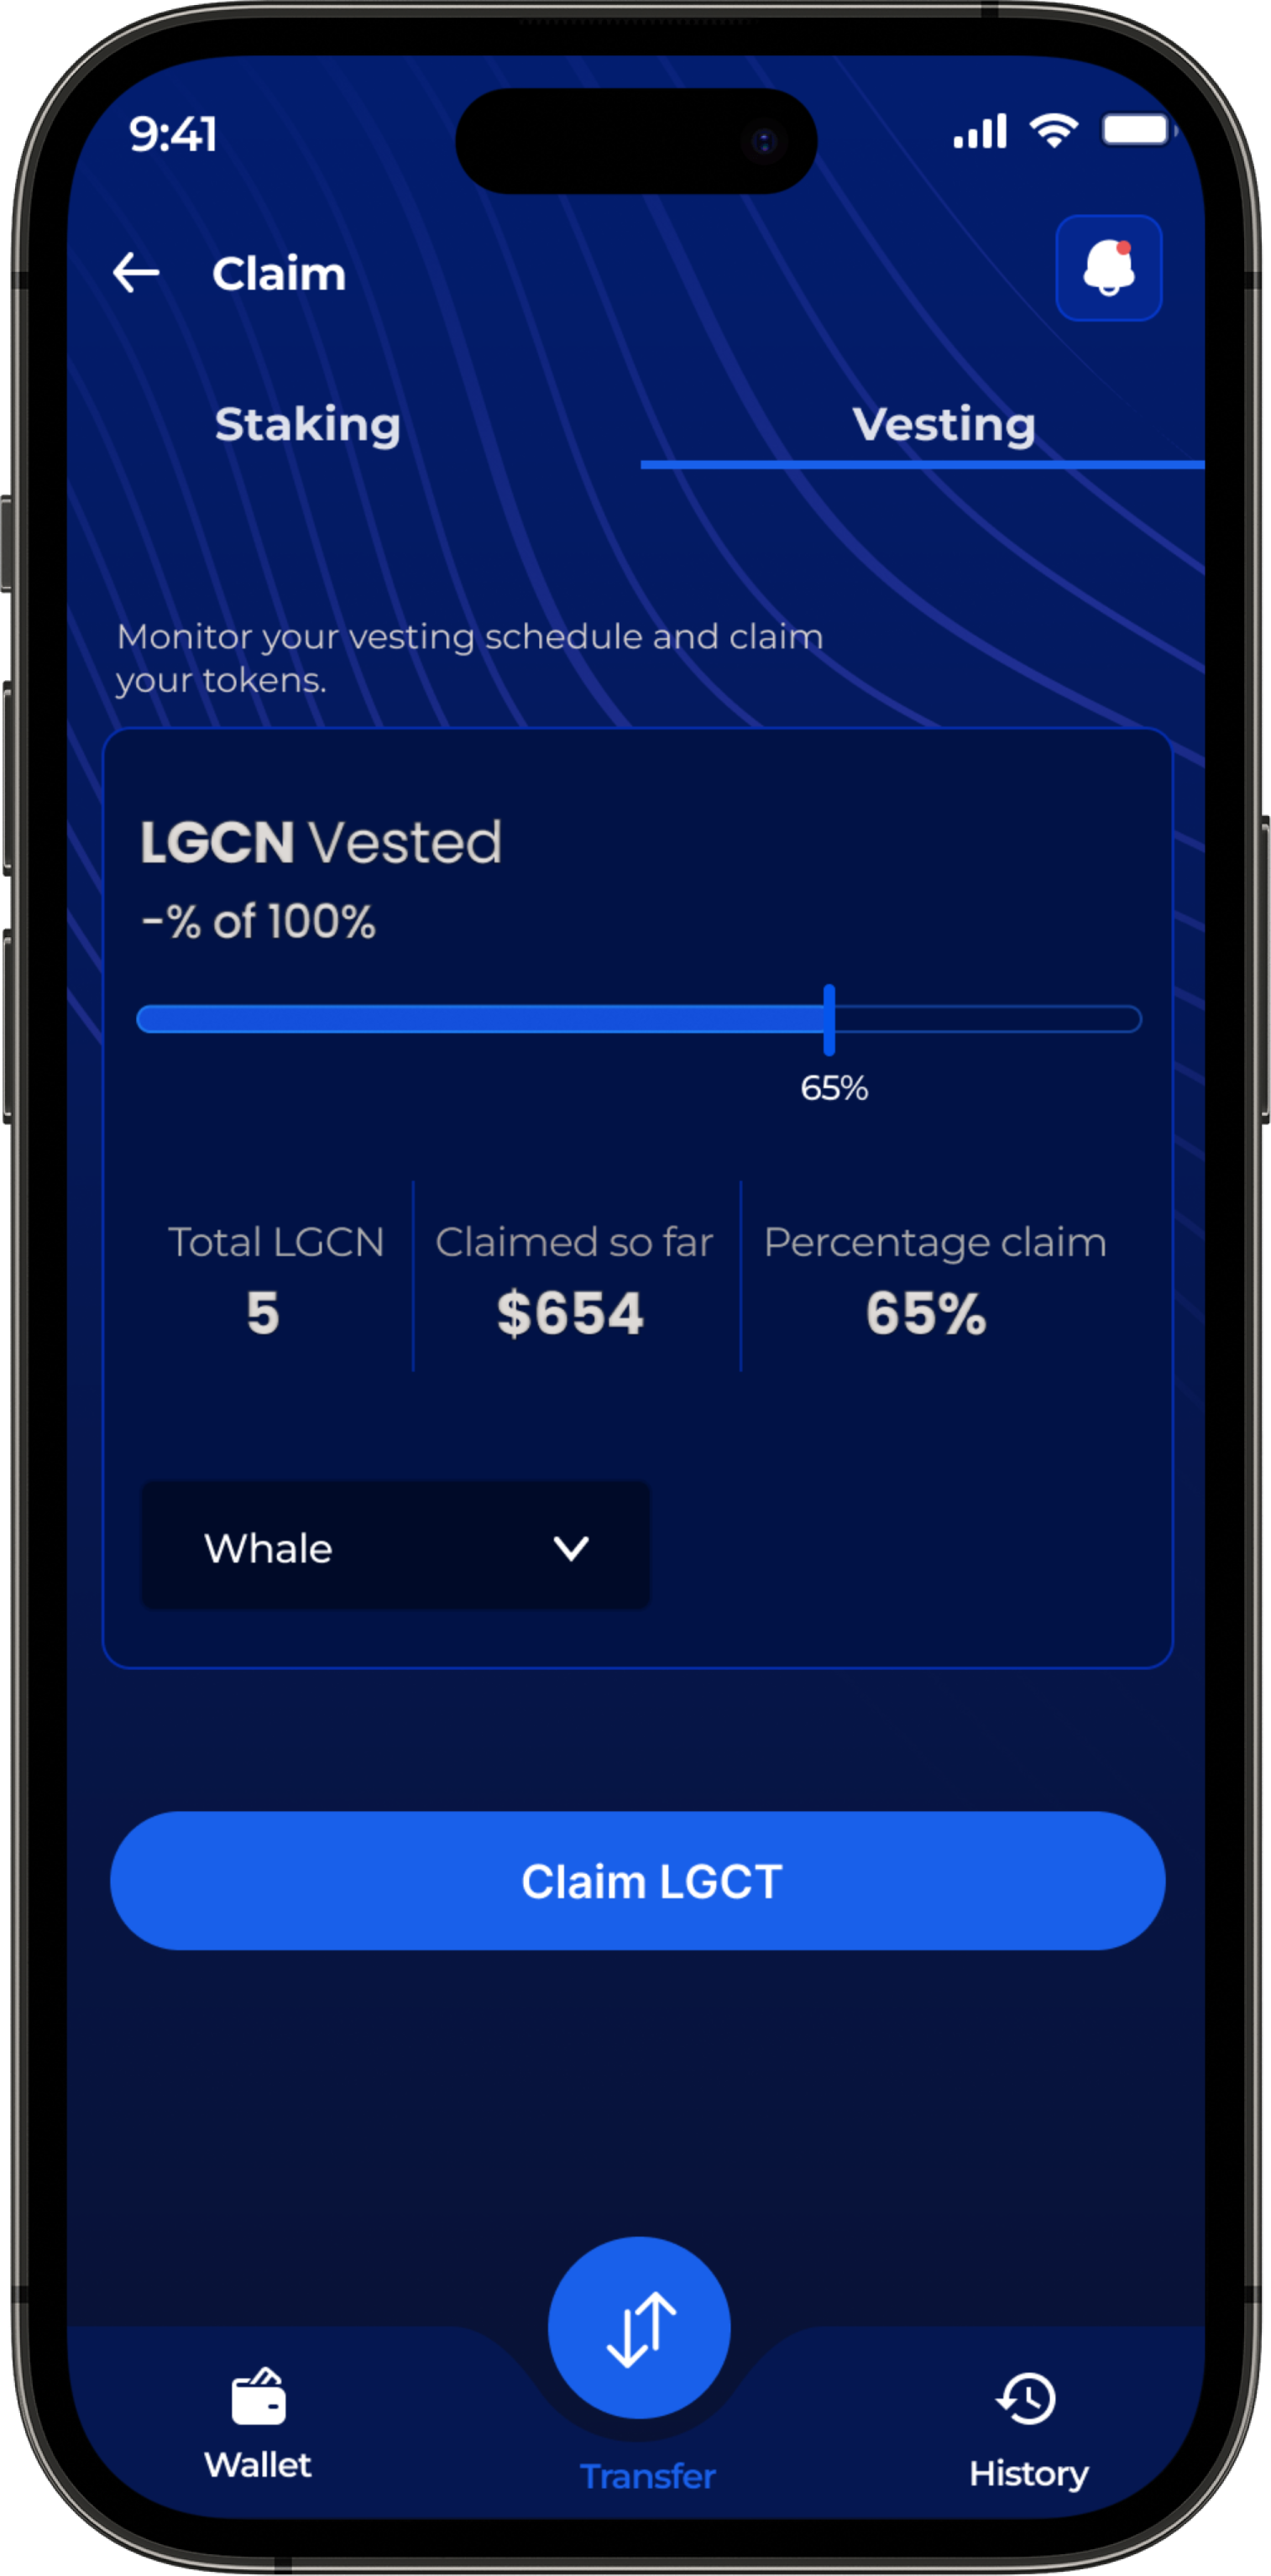 9:41
Claim
Staking
Vesting
Monitor your vesting schedule and claim
your tokens.
LGCN Vested
-% of 100%
65%
Total LGCN
Claimed so far
Percentage claim
5
$654
65%
Whale
Claim LGCT
Wallet
Transfer
History